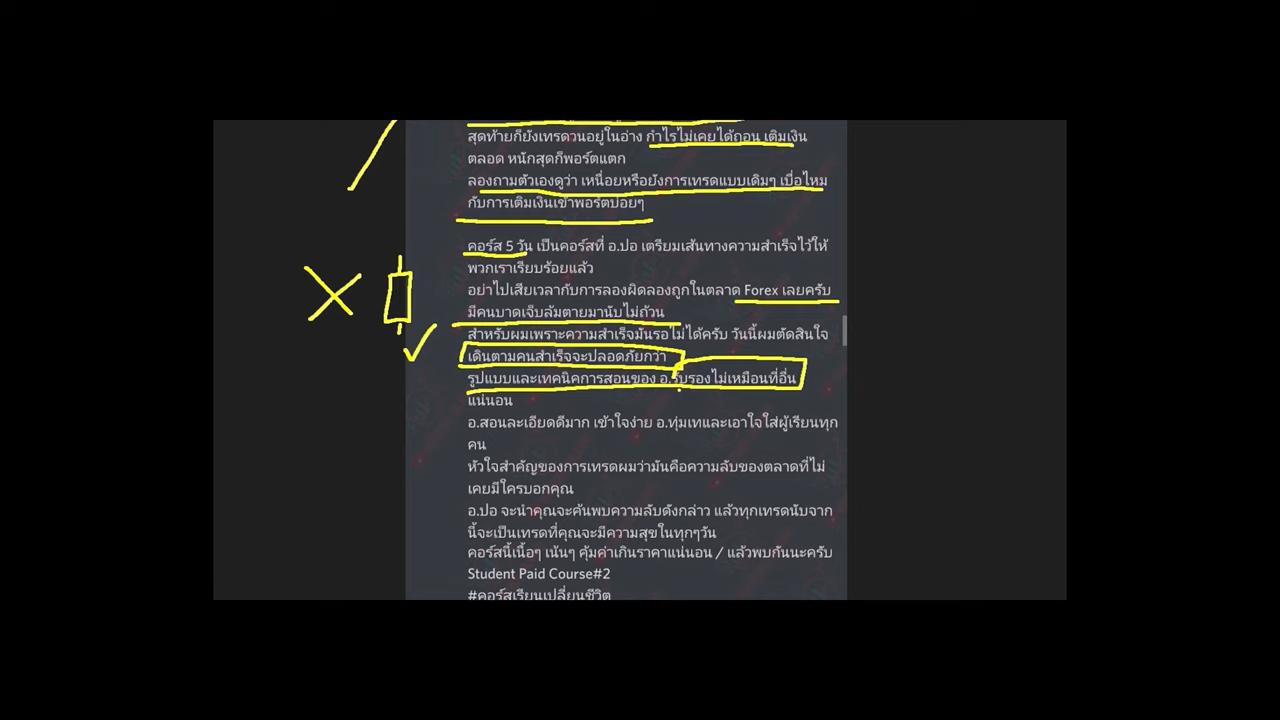 สุดท้ายก็ยังเทรดวนอยู่ในอ่าง กำไรไม่เคยได้ถอน เติมเงิน
ตลอด หนักสุดก็พอร์ตแตก
ลองถามตัวเองดูว่า เหนื่อยหรือยังการเทรดแบบเดิมๆ เบื่อไหม
กับการเติมเงินเข้าพอร์ตบ่อยๆ
คอร์ส 5 วัน เป็นคอร์สที่ อ.ปอ เตรียมเส้นทางความสำเร็จไว้ให้
พวกเราเรียบร้อยแล้ว
อย่าไปเสียเวลากับการลองผิดลองถูกในตลาด Forex เลยครับ
มีคนบาดเจ็บล้มตายมานับไม่ถ้วน
สำหรับผมเพราะความสำเร็จมันรอไม่ได้ครับ วันนี้ผมตัดสินใจ
เดินตามคนสำเร็จจะปลอดภัยกว่า
รูปแบบและเทคนิคการสอนของ อ.รับรองไม่เหมือนที่อื่น
แน่นอน
อ.สอนละเอียดดีมาก เข้าใจง่าย อ.ทุ่มเทและเอาใจใส่ผู้เรียนทุก
คน
หัวใจสำคัญของการเทรดผมว่ามันคือความลับของตลาดที่ไม่
เคยมีใครบอกคุณ
อ.ปอ จะนำคุณจะค้นพบความลับดังกล่าว แล้วทุกเทรดนับจาก
นี้จะเป็นเทรดที่คุณจะมีความสุขในทุกๆวัน
คอร์สนี้เนื้อๆ เน้นๆ คุ้มค่าเกินราคาแน่นอน / แล้วพบกันนะครับ
Student Paid Course#2
#คอร์สเรียนเปลี่ยนชีวิต